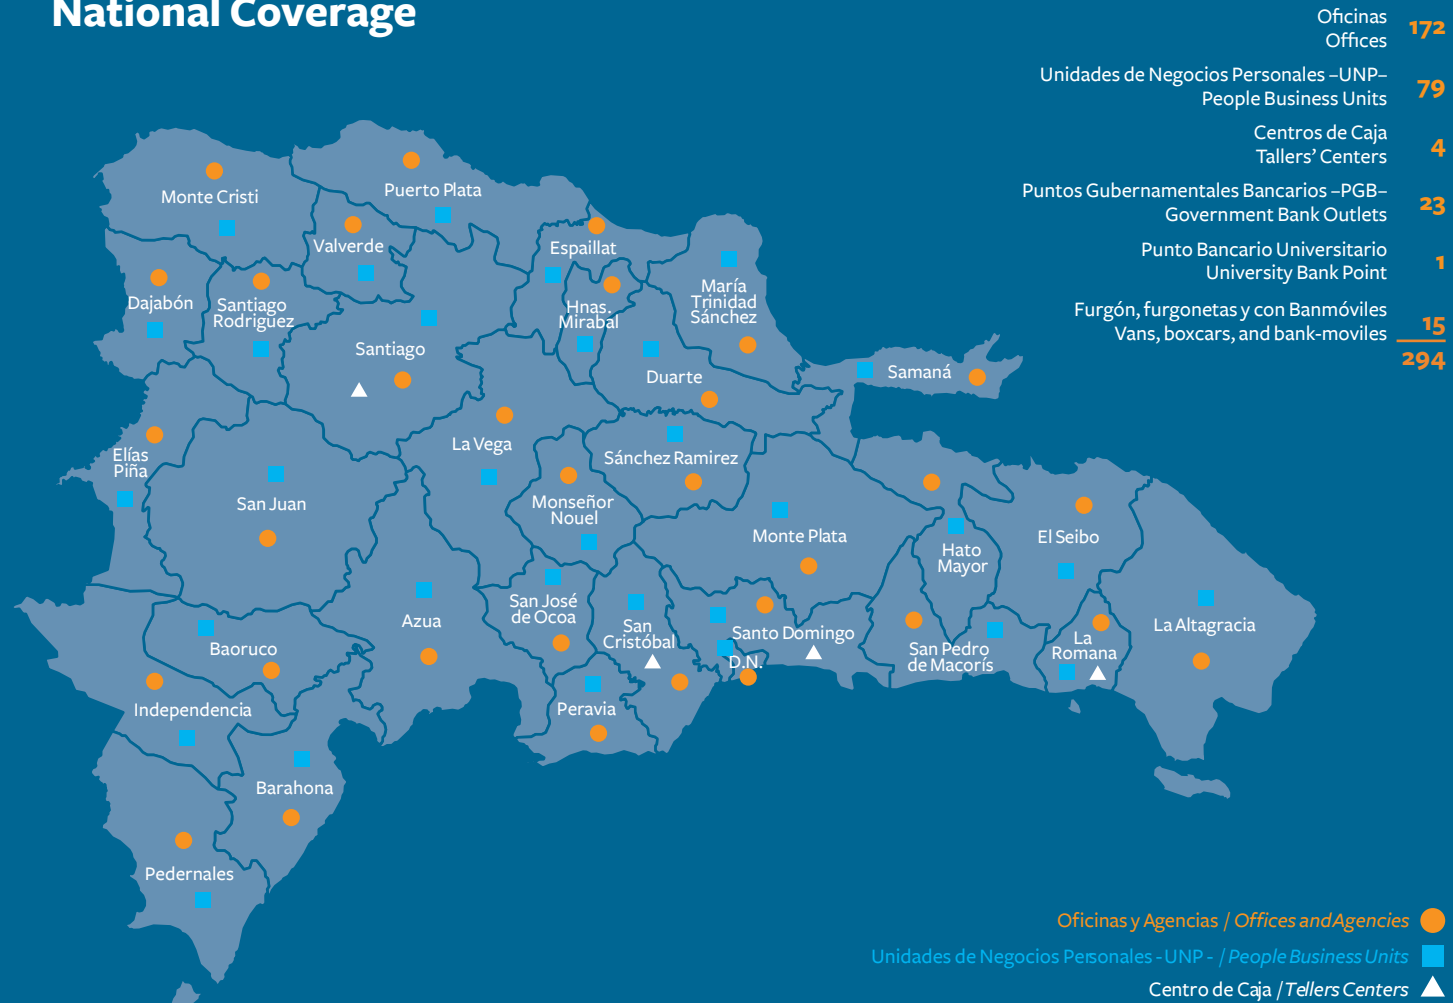 National Coverage
Oficinas
Offices
172
Unidades de Negocios Personales –UNP–
People Business Units
79
Centros de Caja
Tallers’ Centers
4
Puntos Gubernamentales Bancarios –PGB–
Government Bank Outlets
23
Punto Bancario Universitario
University Bank Point
1
Furgón, furgonetas y con Banmóviles
Vans, boxcars, and bank-moviles
15
294
Monte Cristi
Puerto Plata
Valverde
Espaillat
Dajabón
Santiago
Rodriguez
Hnas.
Mirabal
María
Trinidad
Sánchez
Santiago
Duarte
Samaná
La Vega
Elías
Piña
Sánchez Ramirez
San Juan
Monseñor
Nouel
Monte Plata
Hato
Mayor
El Seibo
Azua
San José
de Ocoa
San
Cristóbal
Santo Domingo
D.N.
San Pedro
de Macorís
La
Romana
La Altagracia
Baoruco
Independencia
Peravia
Barahona
Pedernales
Oficinas y Agencias / Offices and Agencies
Unidades de Negocios Personales - UNP - / People Business Units
Centro de Caja / Tellers Centers